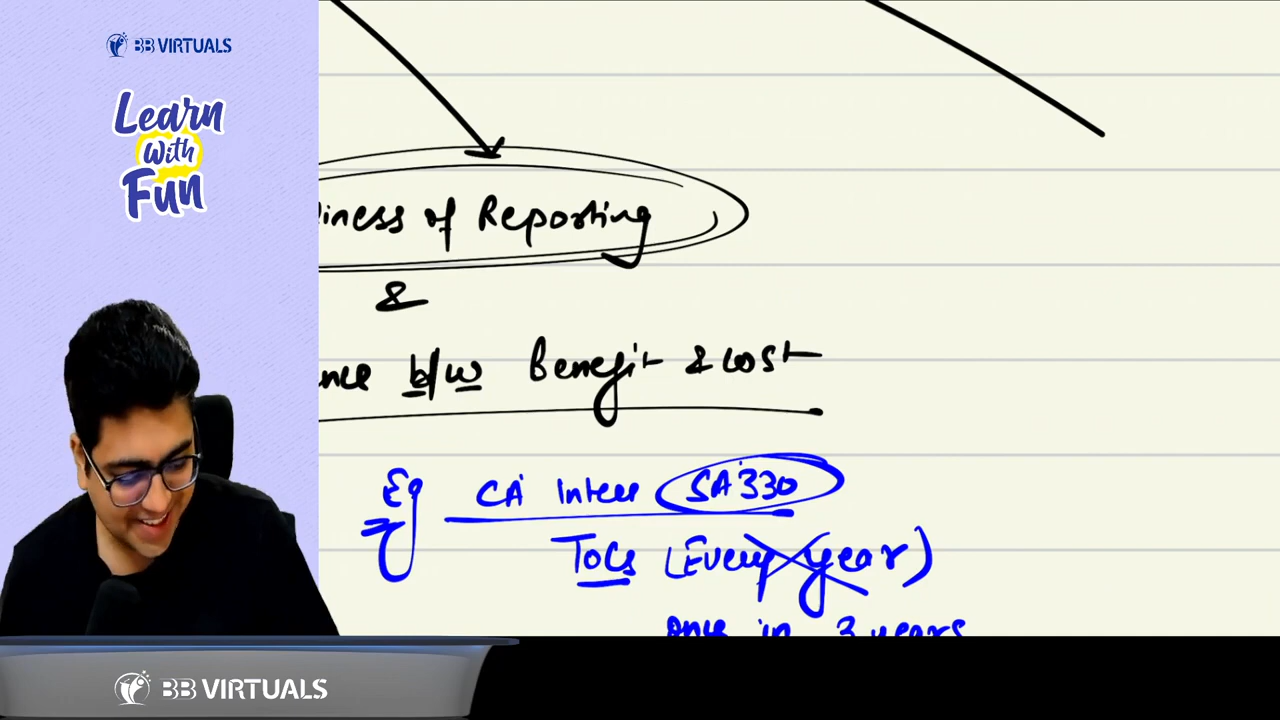 BB VIRTUALS
Learn
With
Fun
liness of Reporting
&
nce b/w Benefit & cost
Eg CA Inter SA 330
TOCs (Every year)
once in 3 years
BB VIRTUALS